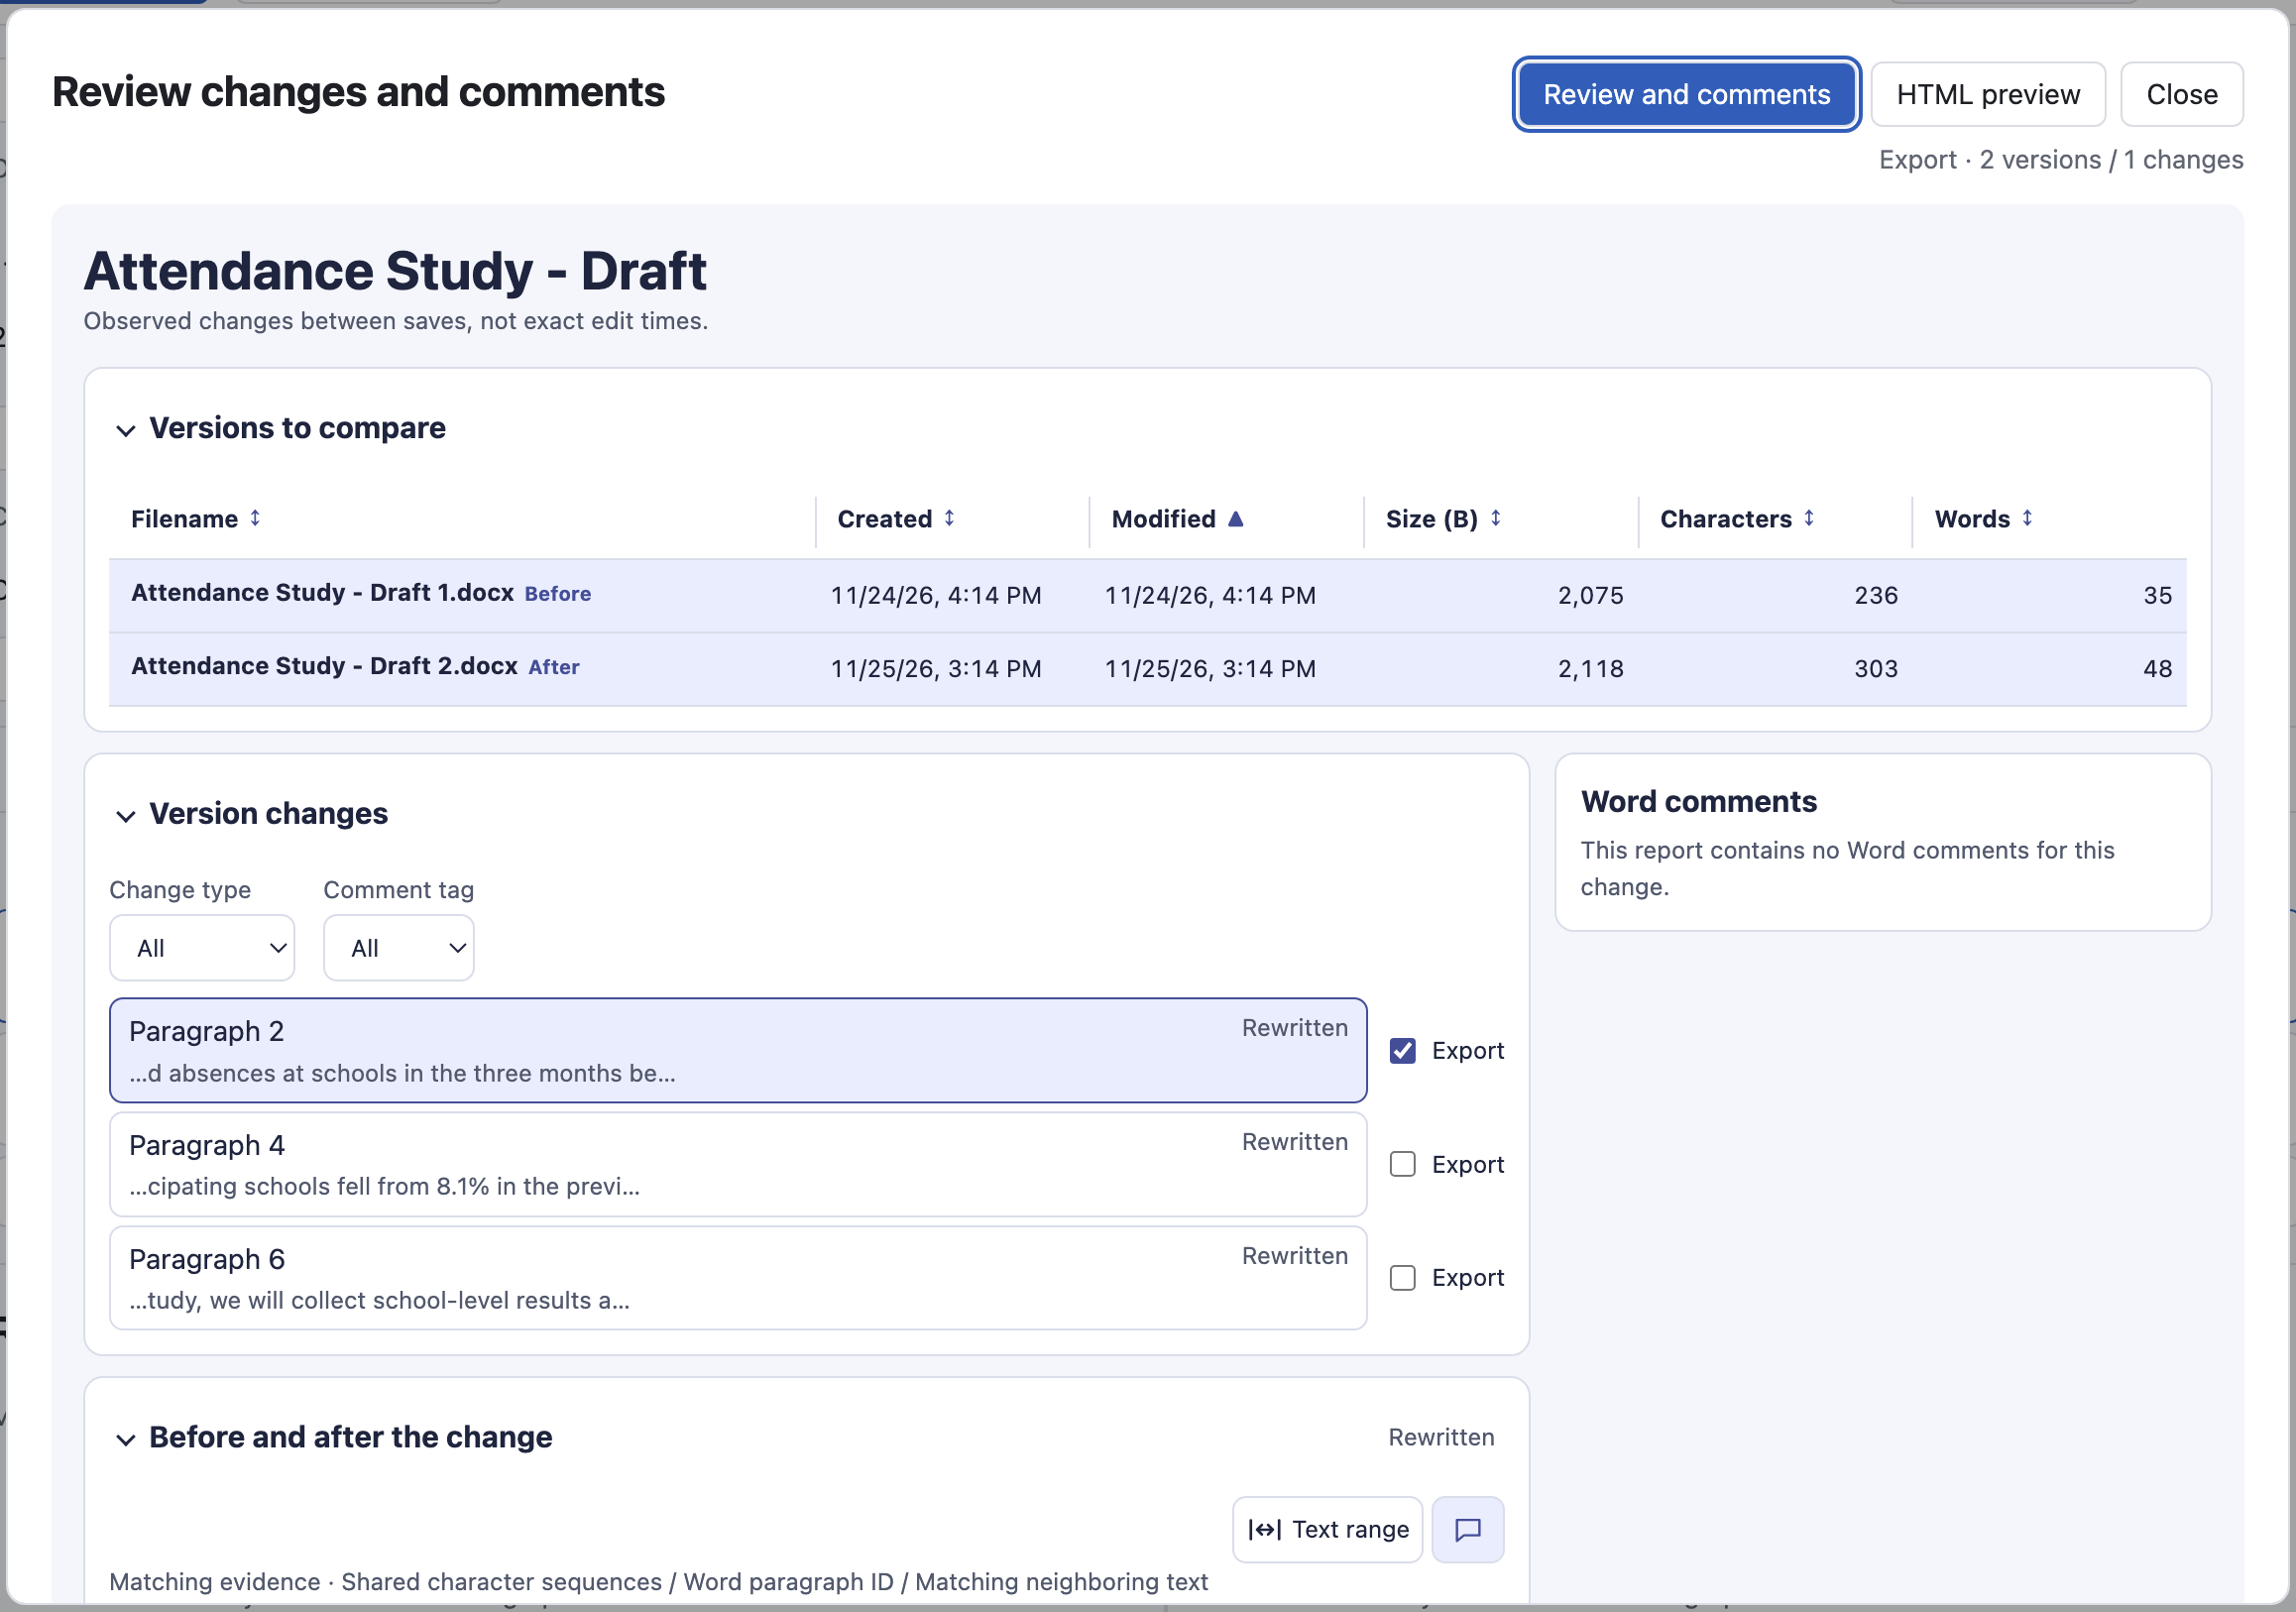 Review changes and comments
Review and comments
HTML preview
Close
Export · 2 versions / 1 changes
Attendance Study - Draft
Observed changes between saves, not exact edit times.
Versions to compare
Filename Created Modified Size (B) Characters Words
Attendance Study - Draft 1.docx Before 11/24/26, 4:14 PM 11/24/26, 4:14 PM 2,075 236 35
Attendance Study - Draft 2.docx After 11/25/26, 3:14 PM 11/25/26, 3:14 PM 2,118 303 48
Version changes
Change type Comment tag
All All
Paragraph 2 Rewritten
...d absences at schools in the three months be...
Export
Paragraph 4 Rewritten
...cipating schools fell from 8.1% in the previ...
Export
Paragraph 6 Rewritten
...tudy, we will collect school-level results a...
Export
Word comments
This report contains no Word comments for this
change.
Before and after the change Rewritten
Text range
Matching evidence · Shared character sequences / Word paragraph ID / Matching neighboring text